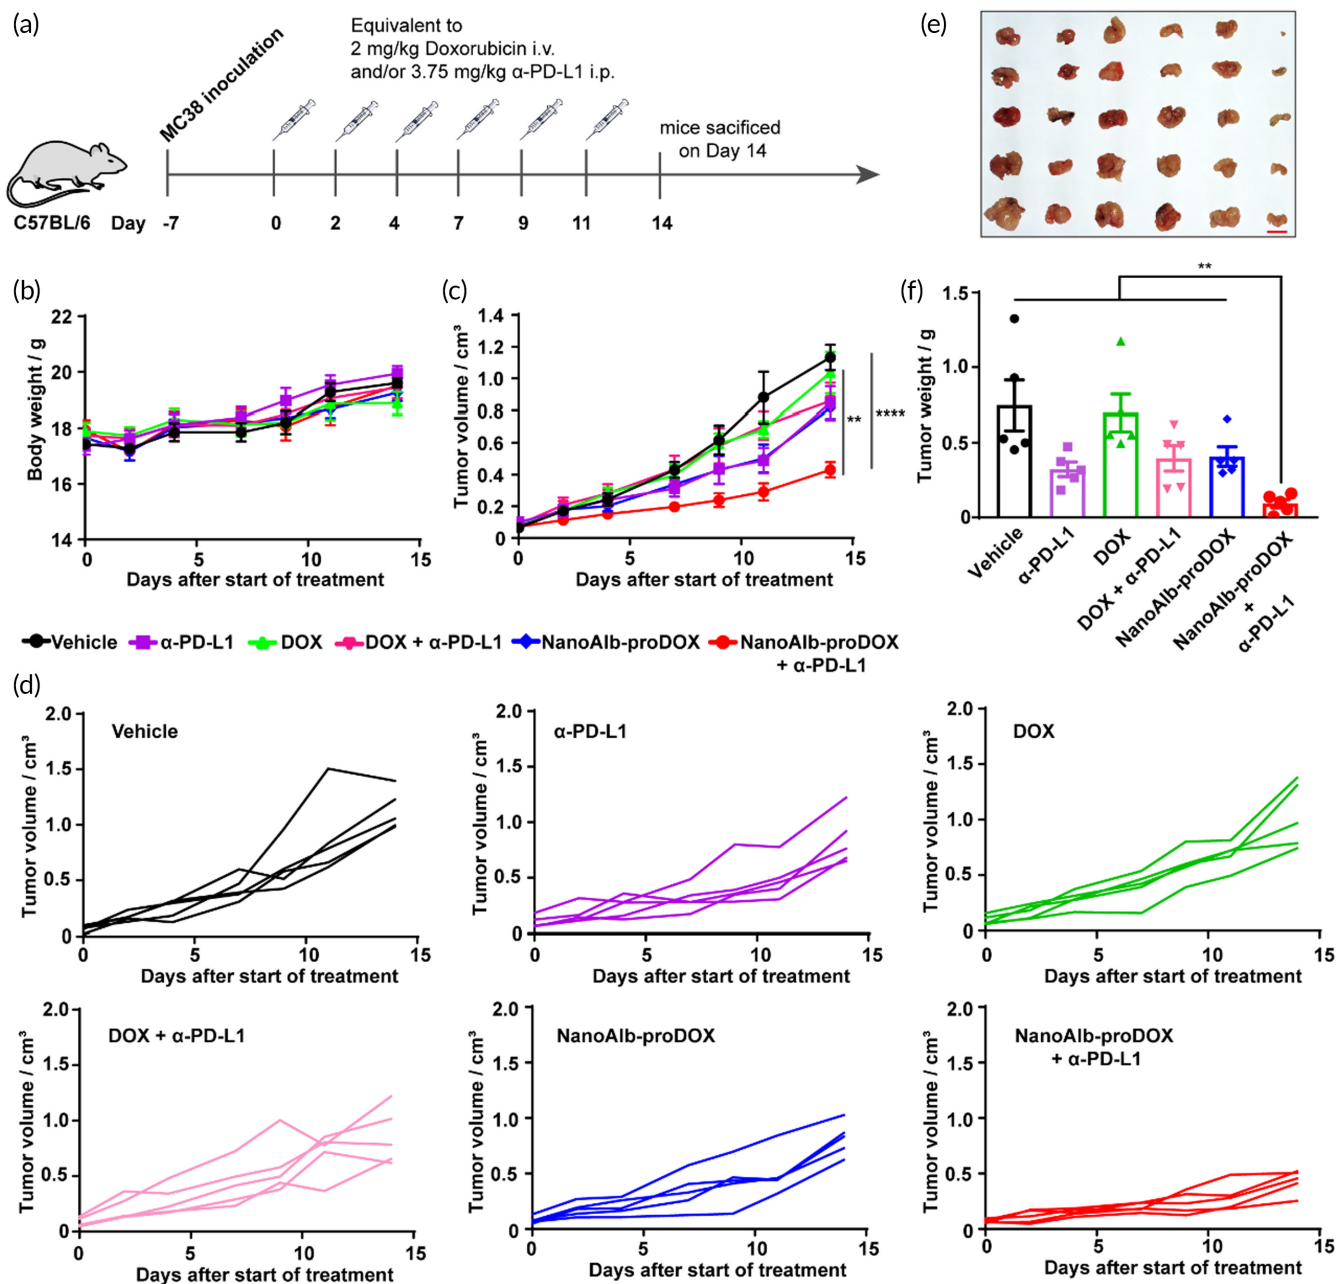 (a)
MC38 inoculation
Equivalent to
2 mg/kg Doxorubicin i.v.
and/or 3.75 mg/kg α-PD-L1 i.p.
mice sacificed
on Day 14
C57BL/6 Day -7 0 2 4 7 9 11 14
(e)
(b)
Body weight / g
22
20
18
16
14
0 5 10 15
Days after start of treatment
(c)
Tumor volume / cm³
1.4
1.2
1.0
0.8
0.6
0.4
0.2
0
0 5 10 15
Days after start of treatment
**
****
(f)
Tumor weight / g
1.5
1.0
0.5
0
**
Vehicle
α-PD-L1
DOX
DOX + α-PD-L1
NanoAlb-proDOX
NanoAlb-proDOX
+
α-PD-L1
Vehicle α-PD-L1 DOX DOX + α-PD-L1 NanoAlb-proDOX NanoAlb-proDOX
+ α-PD-L1
(d)
Vehicle
Tumor volume / cm³
2.0
1.5
1.0
0.5
0
0 5 10 15
Days after start of treatment
α-PD-L1
Tumor volume / cm³
2.0
1.5
1.0
0.5
0
0 5 10 15
Days after start of treatment
DOX
Tumor volume / cm³
2.0
1.5
1.0
0.5
0
0 5 10 15
Days after start of treatment
DOX + α-PD-L1
Tumor volume / cm³
2.0
1.5
1.0
0.5
0
0 5 10 15
Days after start of treatment
NanoAlb-proDOX
Tumor volume / cm³
2.0
1.5
1.0
0.5
0
0 5 10 15
Days after start of treatment
NanoAlb-proDOX
+ α-PD-L1
Tumor volume / cm³
2.0
1.5
1.0
0.5
0
0 5 10 15
Days after start of treatment